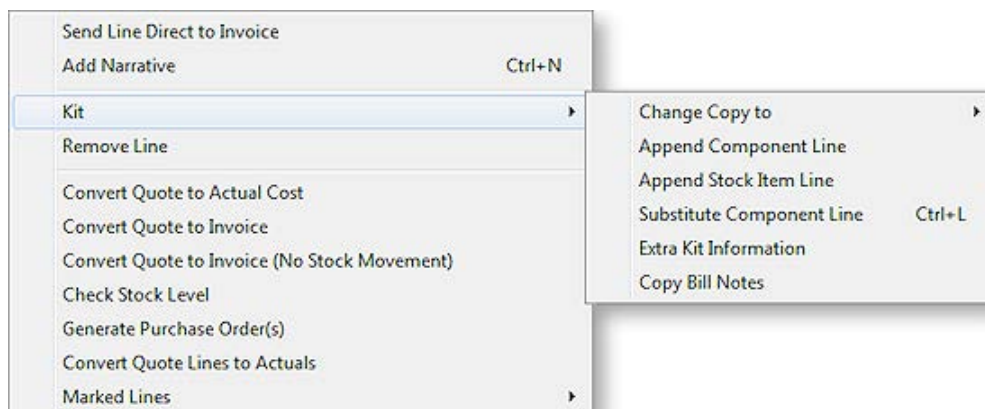 Send Line Direct to Invoice
Add Narrative Ctrl+N
Kit
Remove Line
Convert Quote to Actual Cost
Convert Quote to Invoice
Convert Quote to Invoice (No Stock Movement)
Check Stock Level
Generate Purchase Order(s)
Convert Quote Lines to Actuals
Marked Lines
Change Copy to
Append Component Line
Append Stock Item Line
Substitute Component Line Ctrl+L
Extra Kit Information
Copy Bill Notes